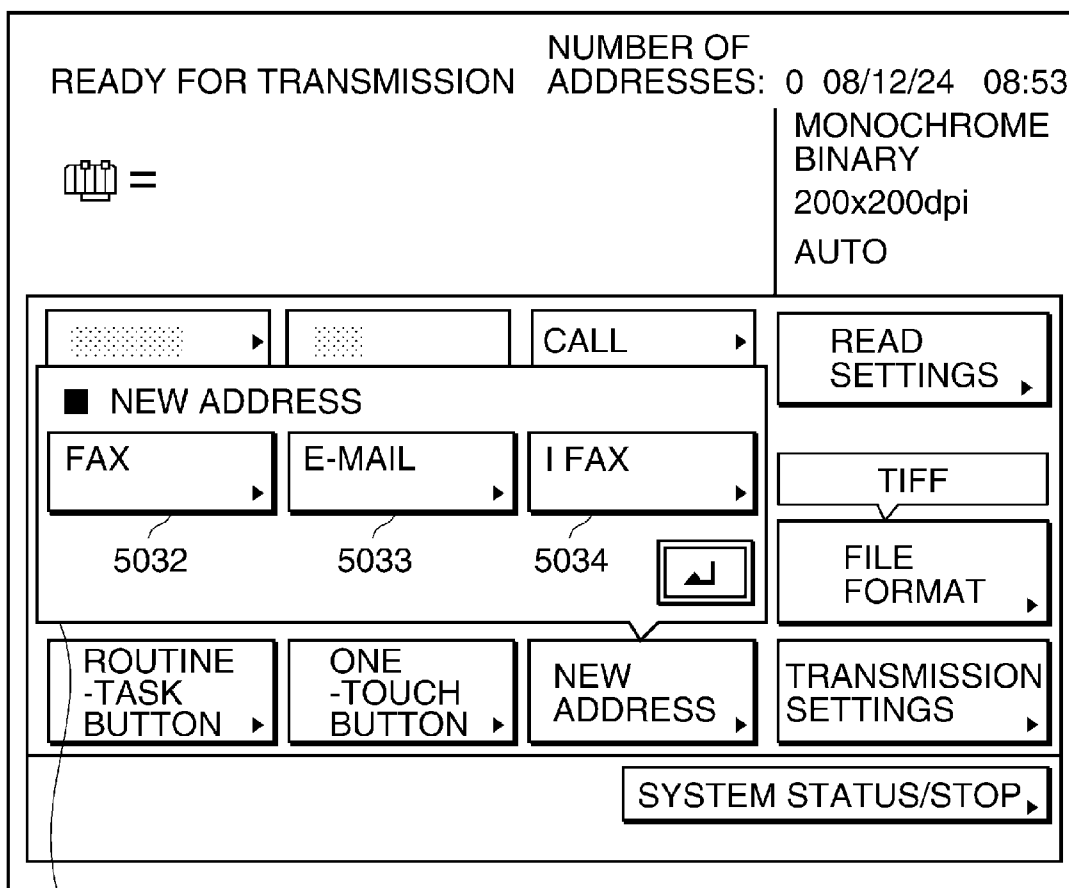 NUMBER OF
READY FOR TRANSMISSION ADDRESSES: 0 08/12/24 08:53
MONOCHROME
BINARY
=
200x200dpi
AUTO
CALL
READ
SETTINGS
NEW ADDRESS
FAX
E-MAIL
I FAX
TIFF
5032
5033
5034
FILE
FORMAT
ROUTINE
-TASK
BUTTON
ONE
-TOUCH
BUTTON
NEW
ADDRESS
TRANSMISSION
SETTINGS
SYSTEM STATUS/STOP